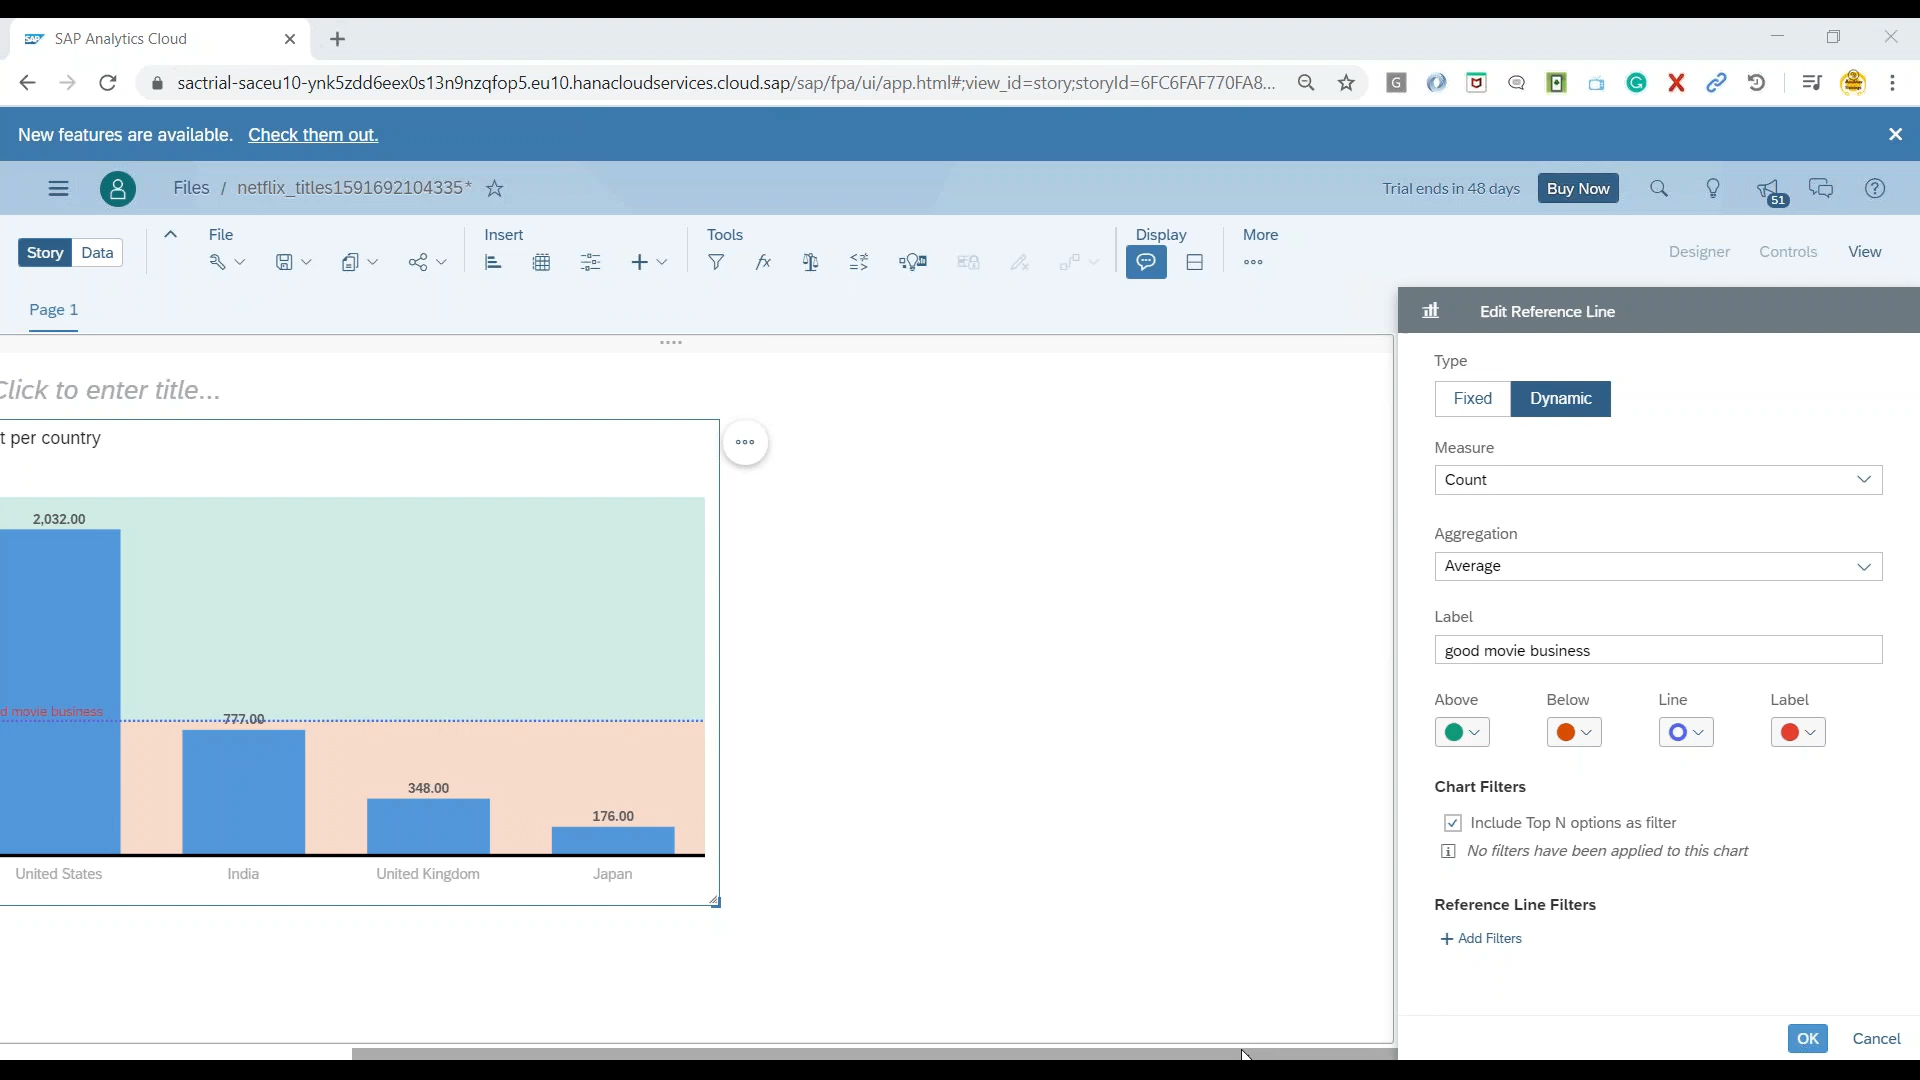 SAP Analytics Cloud
sactrial-saceu10-ynk5zdd6eex0s13n9nzqfop5.eu10.hanacloudservices.cloud.sap/sap/fpa/ui/app.html#;view_id=story;storyId=6FC6FAF770FA8...
New features are available. Check them out.
Files / netflix_titles1591692104335*
Trial ends in 48 days Buy Now 51
Story Data
File Insert Tools Display More
Designer Controls View
Page 1
Edit Reference Line
Click to enter title...
t per country
2,032.00
d movie business
777.00
348.00
176.00
United States India United Kingdom Japan
Type
Fixed Dynamic
Measure
Count
Aggregation
Average
Label
good movie business
Above Below Line Label
Chart Filters
Include Top N options as filter
No filters have been applied to this chart
Reference Line Filters
+ Add Filters
OK Cancel